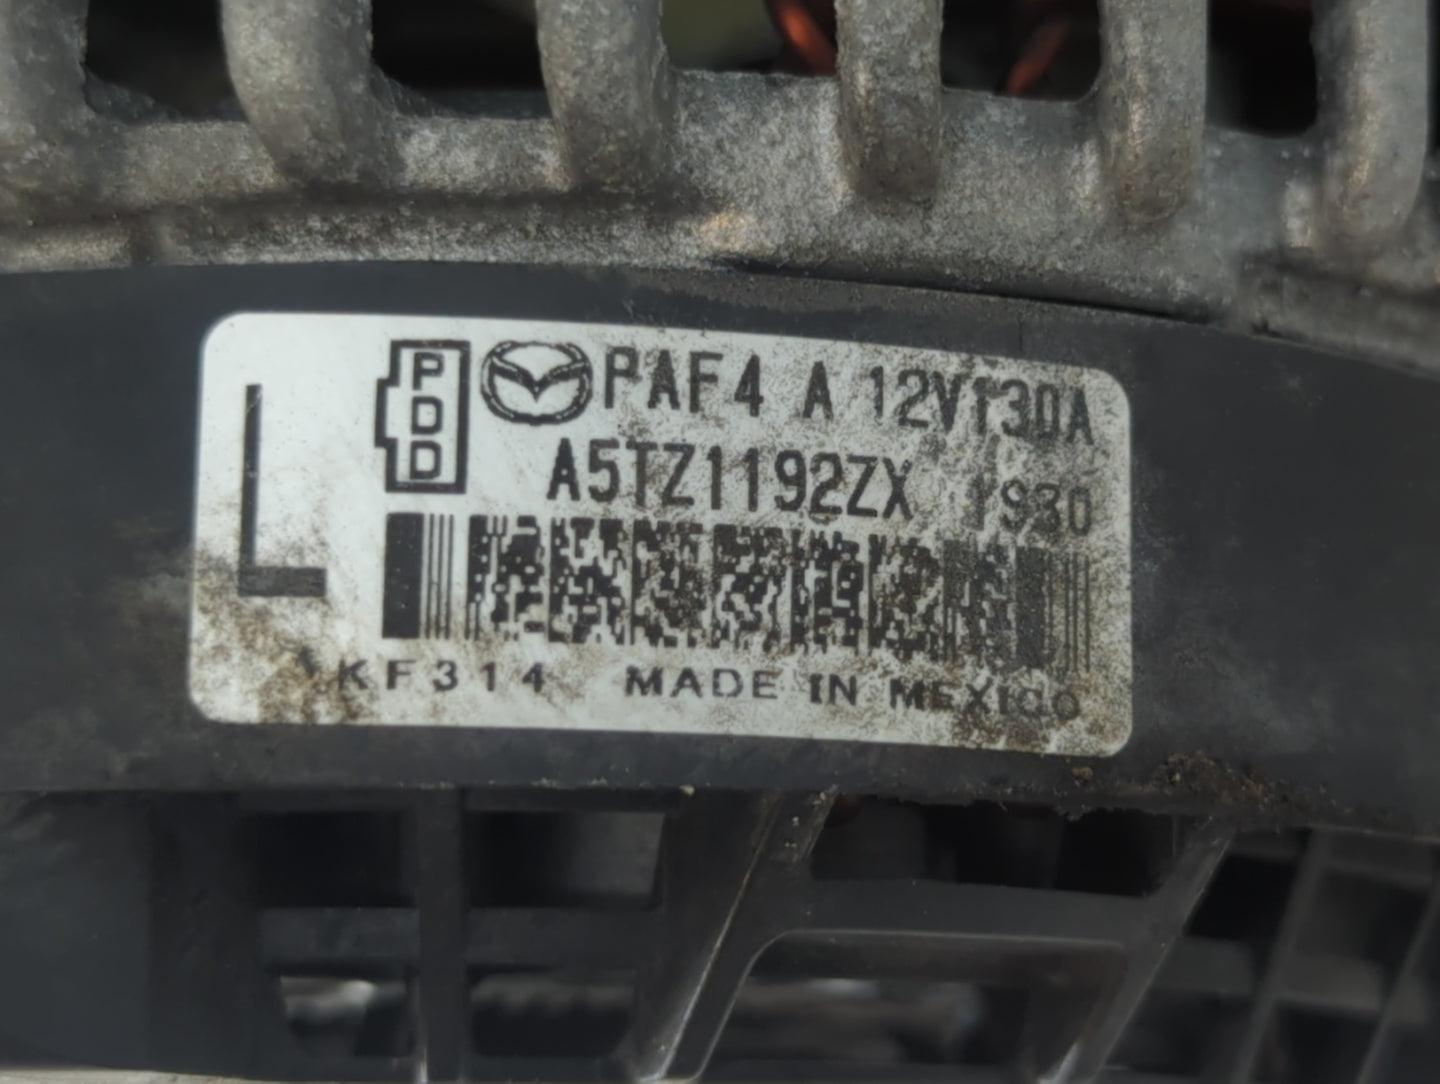 L
PDD
PAF4 A 12V130A
A5TZ1192ZX 1930
KF314 MADE IN MEXICO